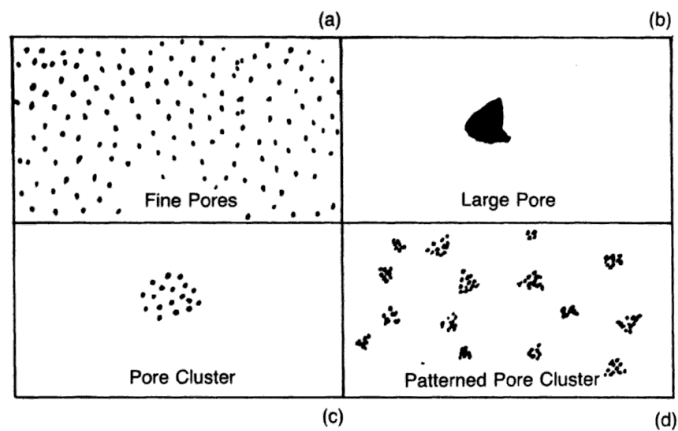 (a)
(b)
Fine Pores
Large Pore
Pore Cluster
Patterned Pore Cluster
(c)
(d)